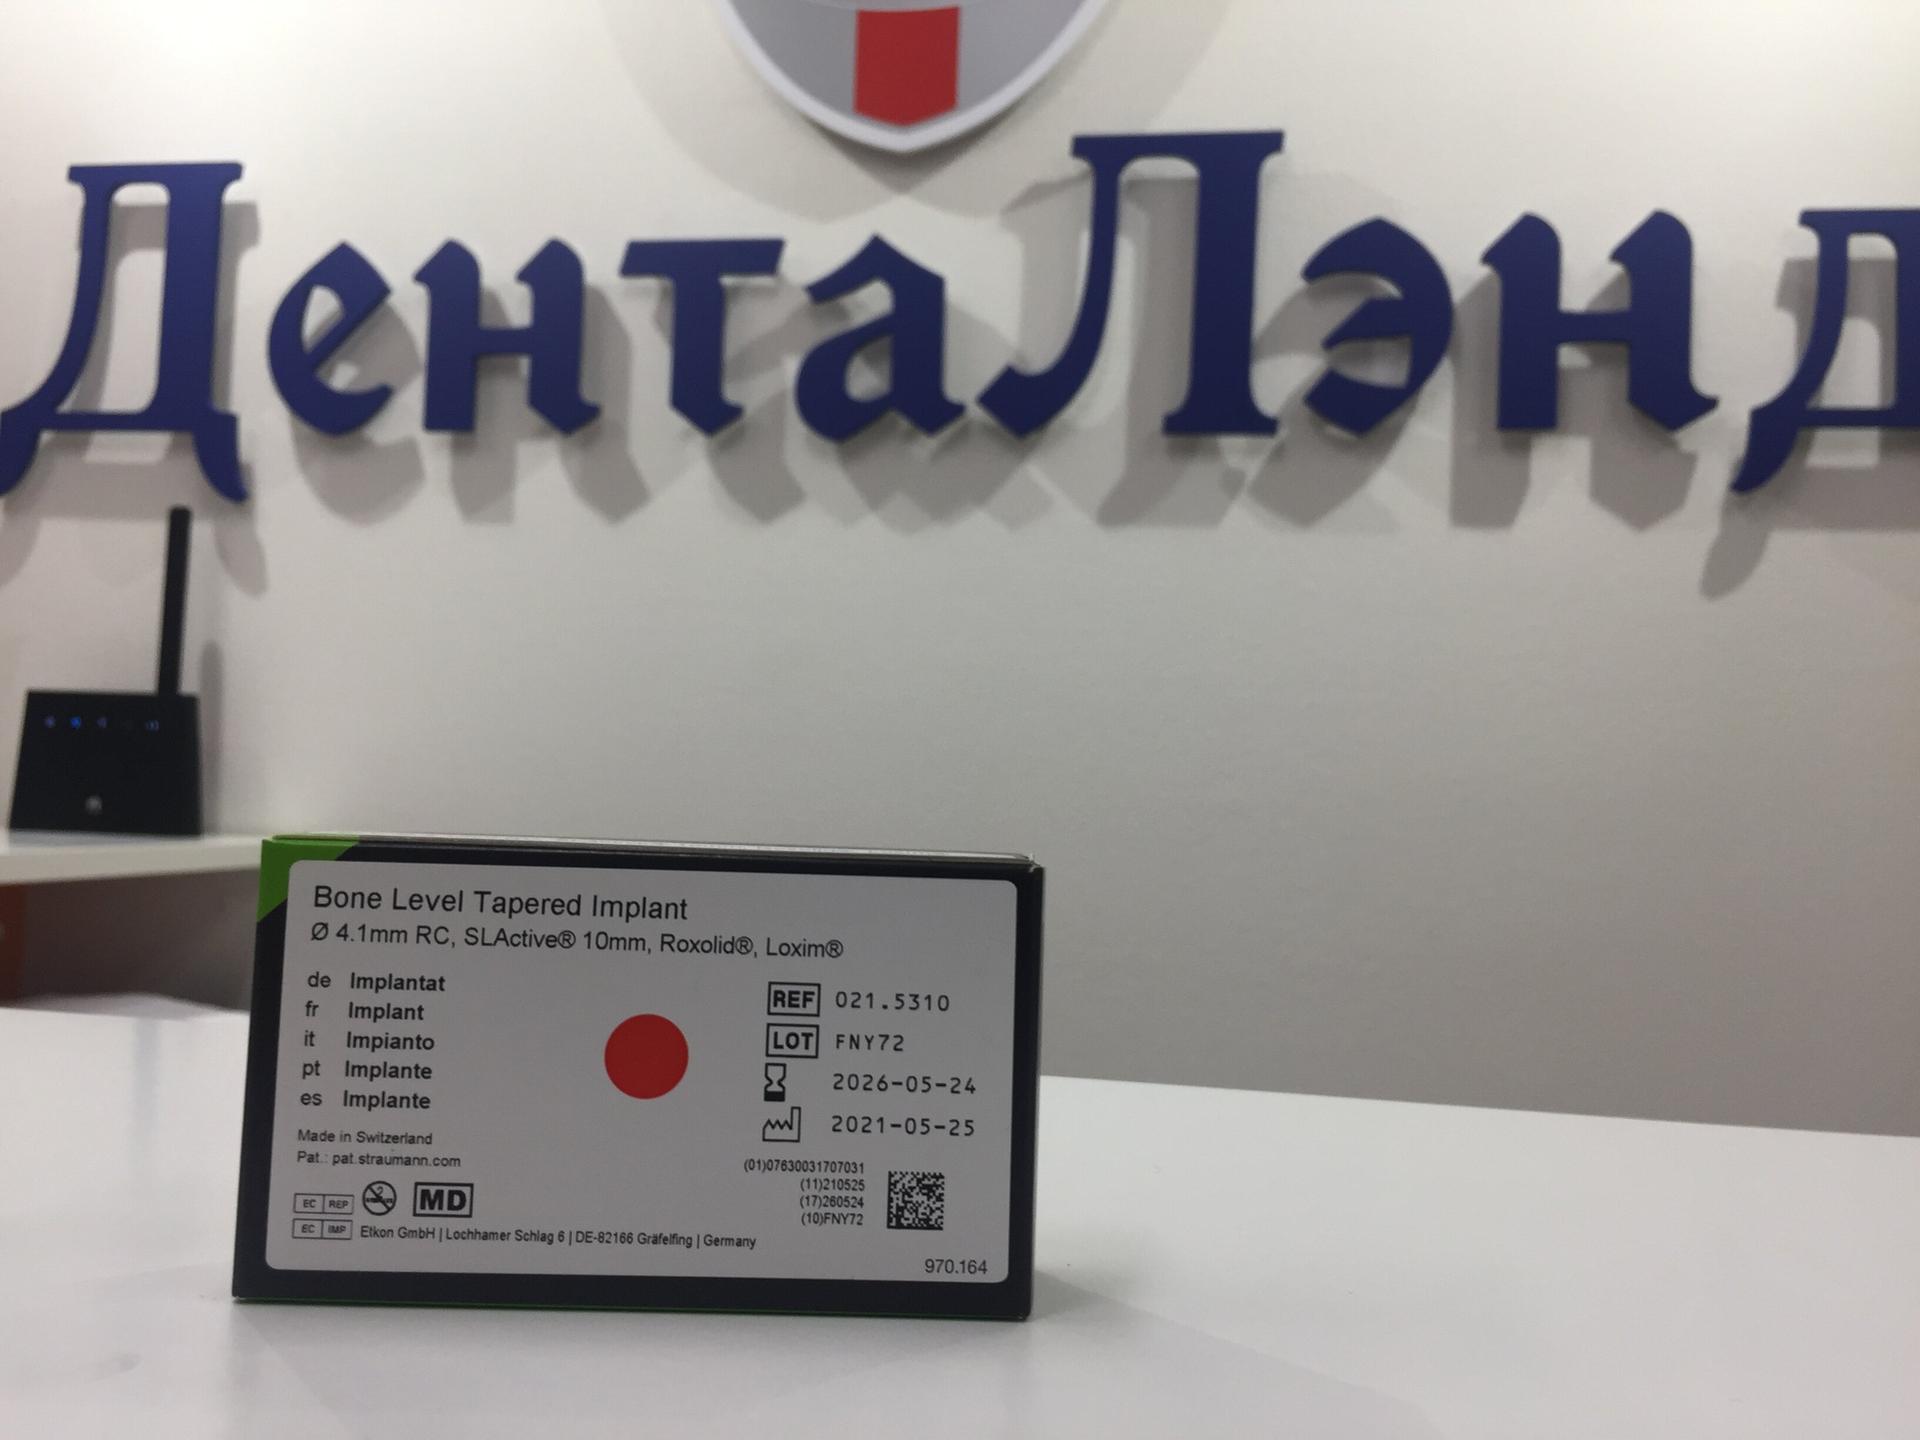 ДентаЛэнд
Bone Level Tapered Implant
Ø 4.1mm RC, SLActive® 10mm, Roxolid®, Loxim®
de Implantat
fr Implant
it Impianto
pt Implante
es Implante
REF 021.5310
LOT FNY72
2026-05-24
2021-05-25
Made in Switzerland
Pat.: pat.straumann.com
(01)07630031707031
(11)210525
(17)260524
(10)FNY72
EC REP
2
MD
EC IMP
Etkon GmbH | Lochhamer Schlag 6 | DE-82166 Gräfelfing | Germany
970.164